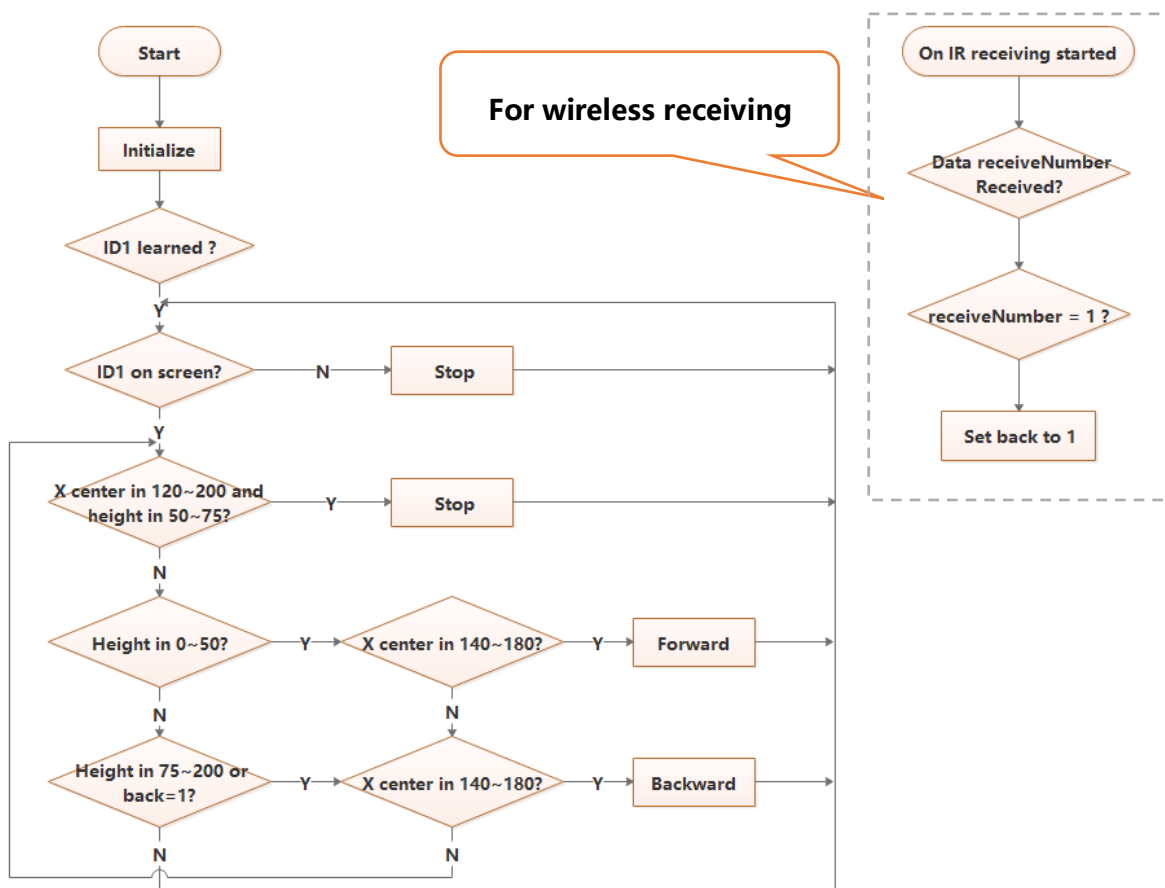 Start
Initialize
ID1 learned ?
Y
ID1 on screen?
N
Stop
Y
X center in 120~200 and
height in 50~75?
Y
Stop
N
Height in 0~50?
Y
X center in 140~180?
Y
Forward
N
N
Height in 75~200 or
back=1?
Y
X center in 140~180?
Y
Backward
N
N
For wireless receiving
On IR receiving started
Data receiveNumber
Received?
receiveNumber = 1 ?
Set back to 1